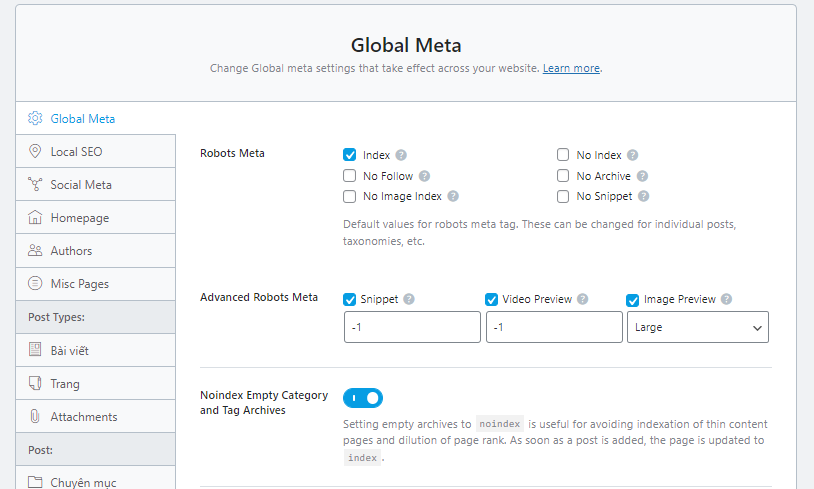 Global Meta
Change Global meta settings that take effect across your website. Learn more.
Global Meta
Local SEO
Social Meta
Homepage
Authors
Misc Pages
Post Types:
Bài viết
Trang
Attachments
Post:
Chuyên mục
Robots Meta
Index ?
No Index ?
No Follow ?
No Archive ?
No Image Index ?
No Snippet ?
Default values for robots meta tag. These can be changed for individual posts,
taxonomies, etc.
Advanced Robots Meta
Snippet ?
Video Preview ?
Image Preview ?
-1
-1
Large
Noindex Empty Category
and Tag Archives
Setting empty archives to noindex is useful for avoiding indexation of thin content
pages and dilution of page rank. As soon as a post is added, the page is updated to
index .